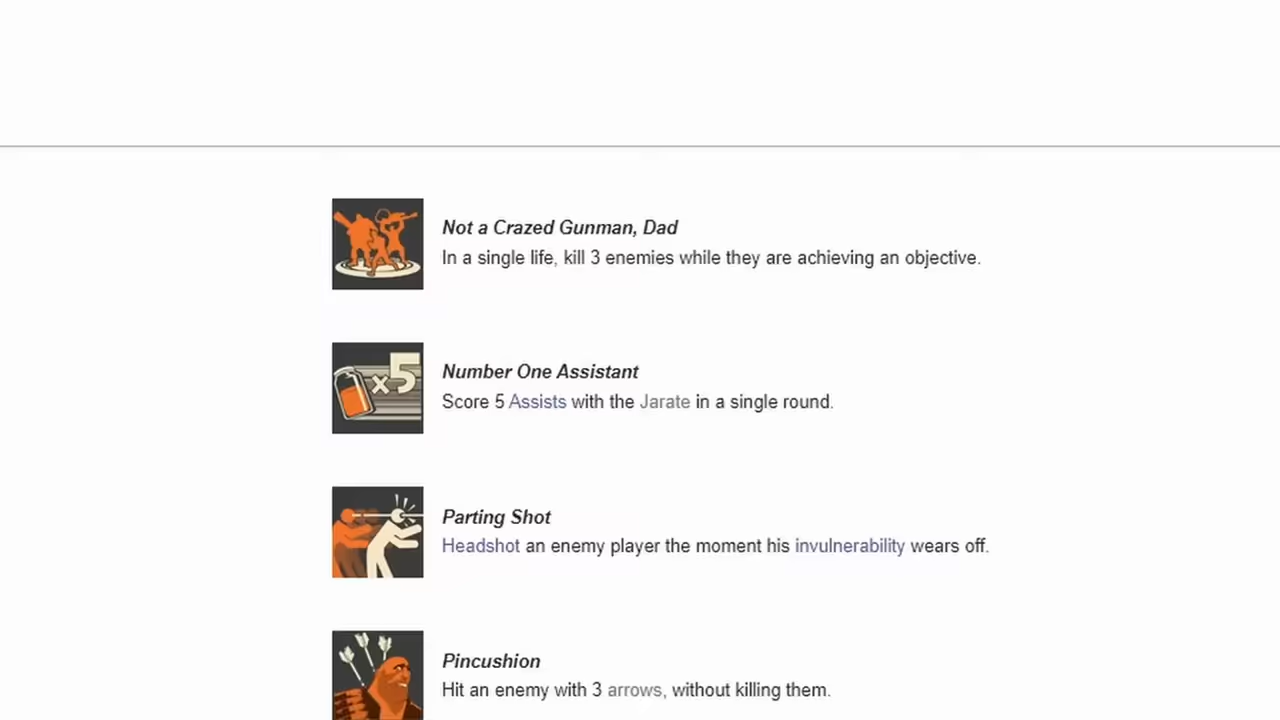 Not a Crazed Gunman, Dad
In a single life, kill 3 enemies while they are achieving an objective.
x5
Number One Assistant
Score 5 Assists with the Jarate in a single round.
Parting Shot
Headshot an enemy player the moment his invulnerability wears off.
Pincushion
Hit an enemy with 3 arrows, without killing them.